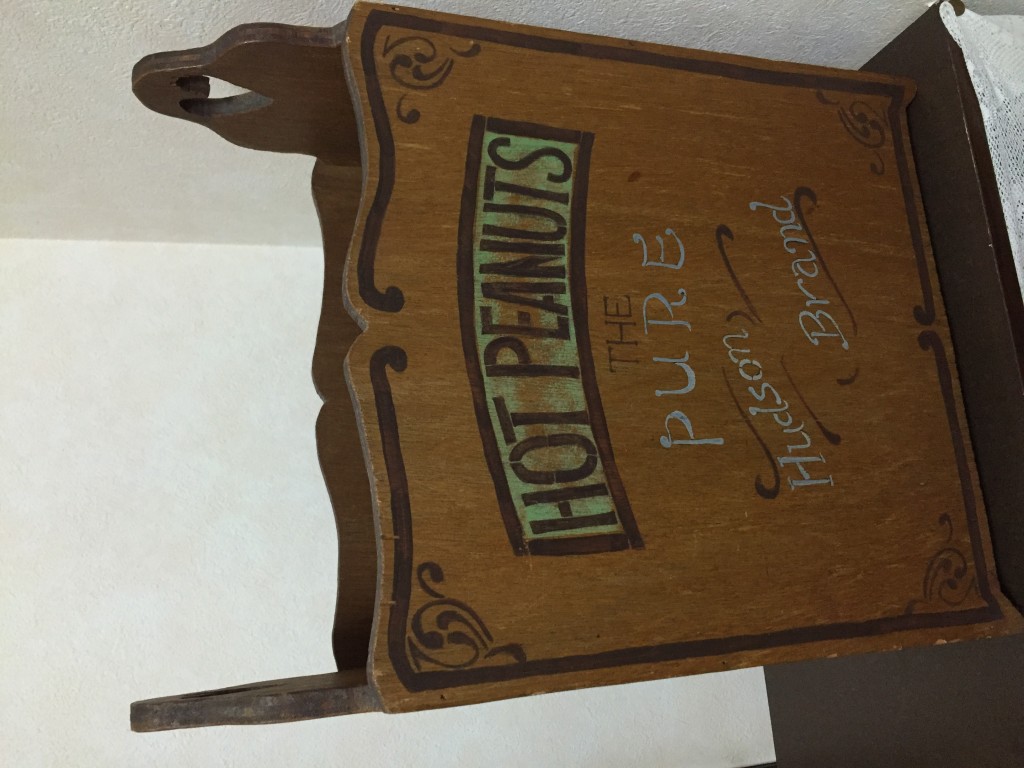 HOT PEANUTS
THE
PURE
Hudson
Brand